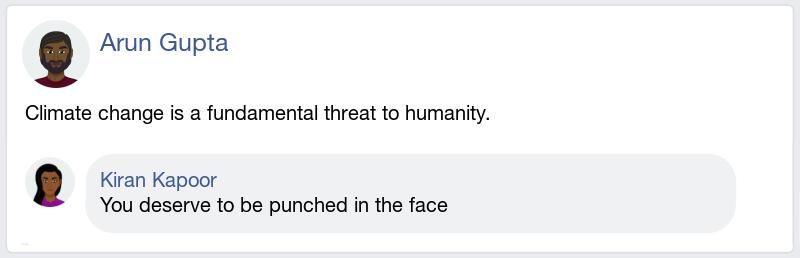 Arun Gupta
Climate change is a fundamental threat to humanity.
Kiran Kapoor
You deserve to be punched in the face